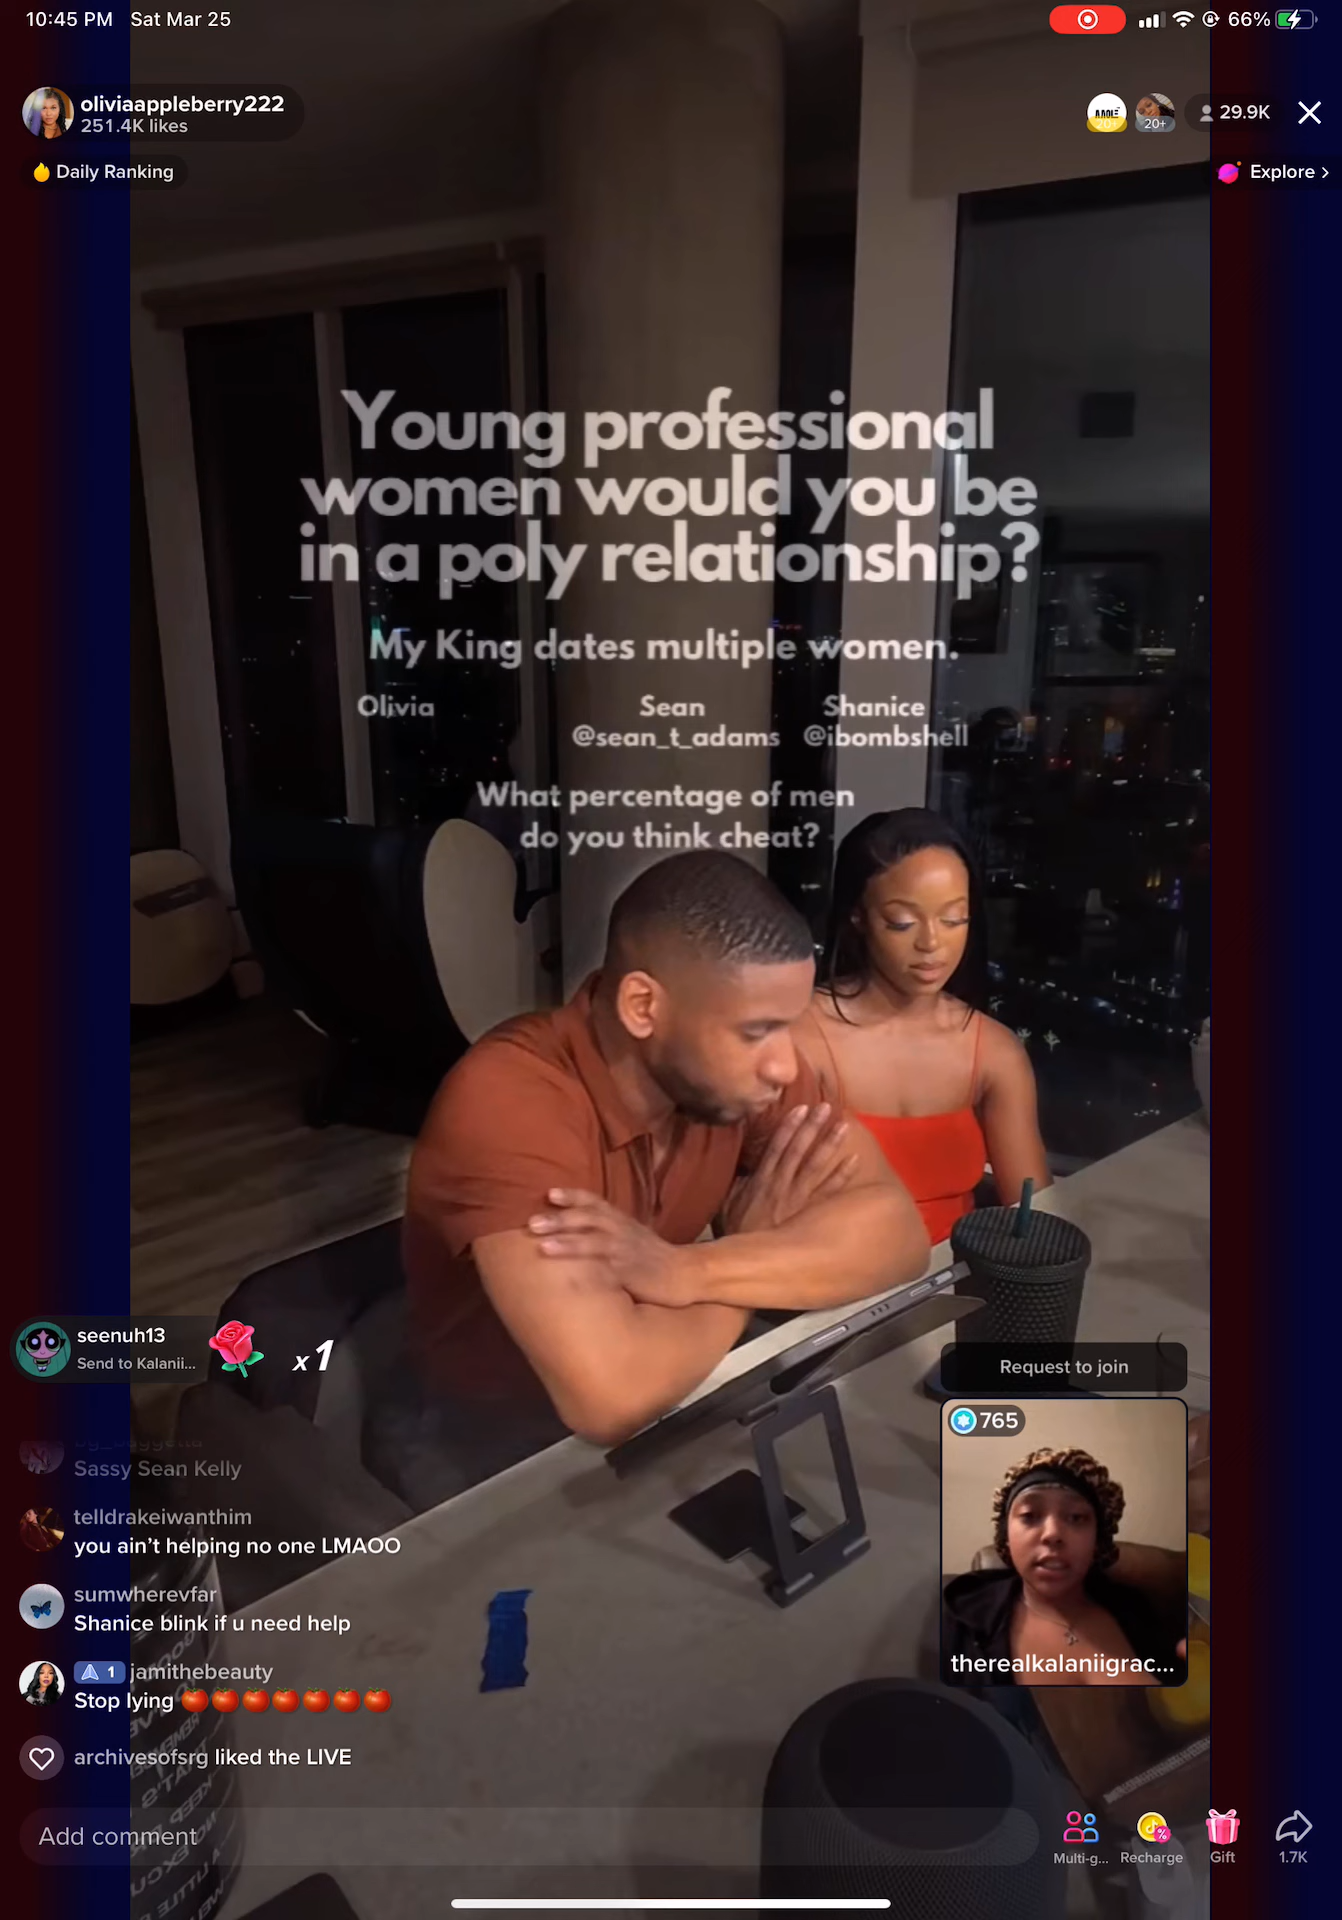 10:45 PM Sat Mar 25
66%
oliviaappleberry222
251.4K likes
20+
29.9K
Daily Ranking
Explore >
Young professional
women would you be
in a poly relationship?
My King dates multiple women.
Olivia Sean Shanice
@sean_t_adams @ibombshell
What percentage of men
do you think cheat?
seenuh13
Send to Kalanii...
x1
Request to join
765
therealkalaniigrac...
Sassy Sean Kelly
telldrakeiwanthim
you ain't helping no one LMAOO
sumwherevfar
Shanice blink if u need help
1 jamithebeauty
Stop lying 🍅🍅🍅🍅🍅🍅🍅
archivesofsrg liked the LIVE
Add comment
Multi-g... Recharge Gift 1.7K